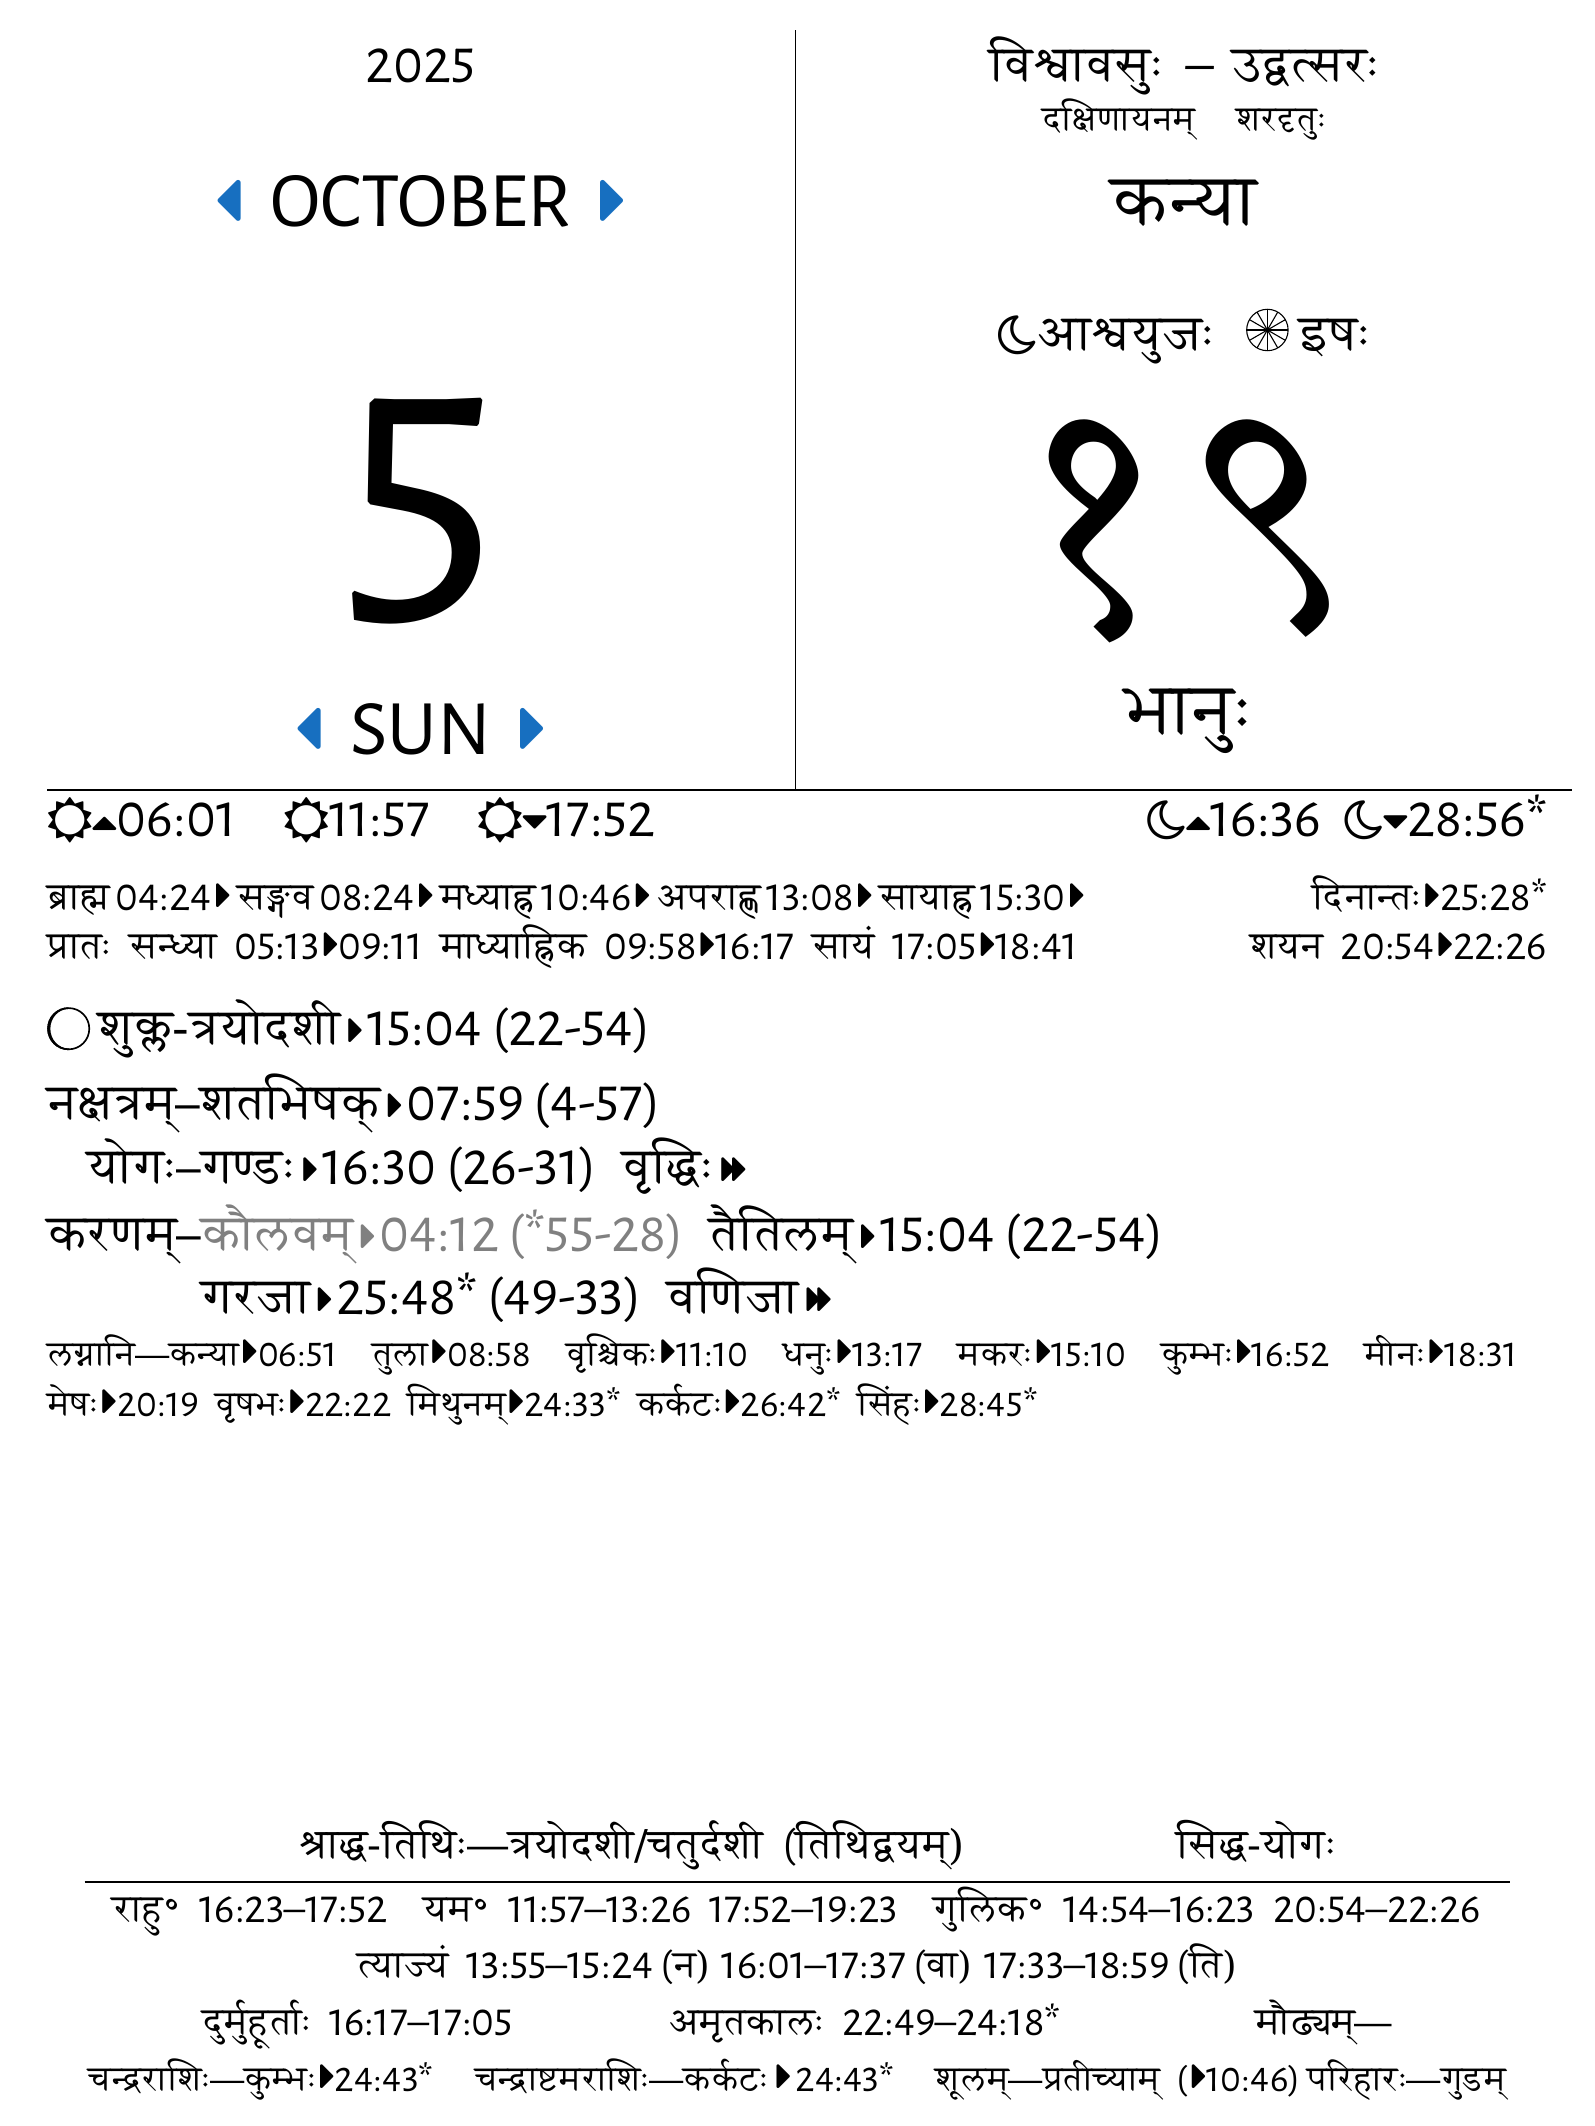 2025
OCTOBER
5
SUN
विश्वावसुः – उद्वत्सरः
दक्षिणायनम् शरदृतुः
कन्या
आश्वयुजः इषः
१९
भानुः
06:01 11:57 17:52 16:36 28:56*
ब्राह्म 04:24 सङ्गव 08:24 मध्याह्न 10:46 अपराह्ण 13:08 सायाह्न 15:30 दिनान्तः 25:28*
प्रातः सन्ध्या 05:13 09:11 माध्याह्निक 09:58 16:17 सायं 17:05 18:41 शयन 20:54 22:26
शुक्ल-त्रयोदशी 15:04 (22-54)
नक्षत्रम्–शतभिषक् 07:59 (4-57)
योगः–गण्डः 16:30 (26-31) वृद्धिः
करणम्–कौलवम् 04:12 (*55-28) तैतिलम् 15:04 (22-54)
गरजा 25:48* (49-33) वणिजा
लग्नानि—कन्या 06:51 तुला 08:58 वृश्चिकः 11:10 धनुः 13:17 मकरः 15:10 कुम्भः 16:52 मीनः 18:31
मेषः 20:19 वृषभः 22:22 मिथुनम् 24:33* कर्कटः 26:42* सिंहः 28:45*
श्राद्ध-तिथिः—त्रयोदशी/चतुर्दशी (तिथिद्वयम्) सिद्ध-योगः
राहु॰ 16:23–17:52 यम॰ 11:57–13:26 17:52–19:23 गुलिक॰ 14:54–16:23 20:54–22:26
त्याज्यं 13:55–15:24 (न) 16:01–17:37 (वा) 17:33–18:59 (ति)
दुर्मुहूर्ताः 16:17–17:05 अमृतकालः 22:49–24:18* मौढ्यम्—
चन्द्रराशिः—कुम्भः 24:43* चन्द्राष्टमराशिः—कर्कटः 24:43* शूलम्—प्रतीच्याम् (10:46) परिहारः—गुडम्